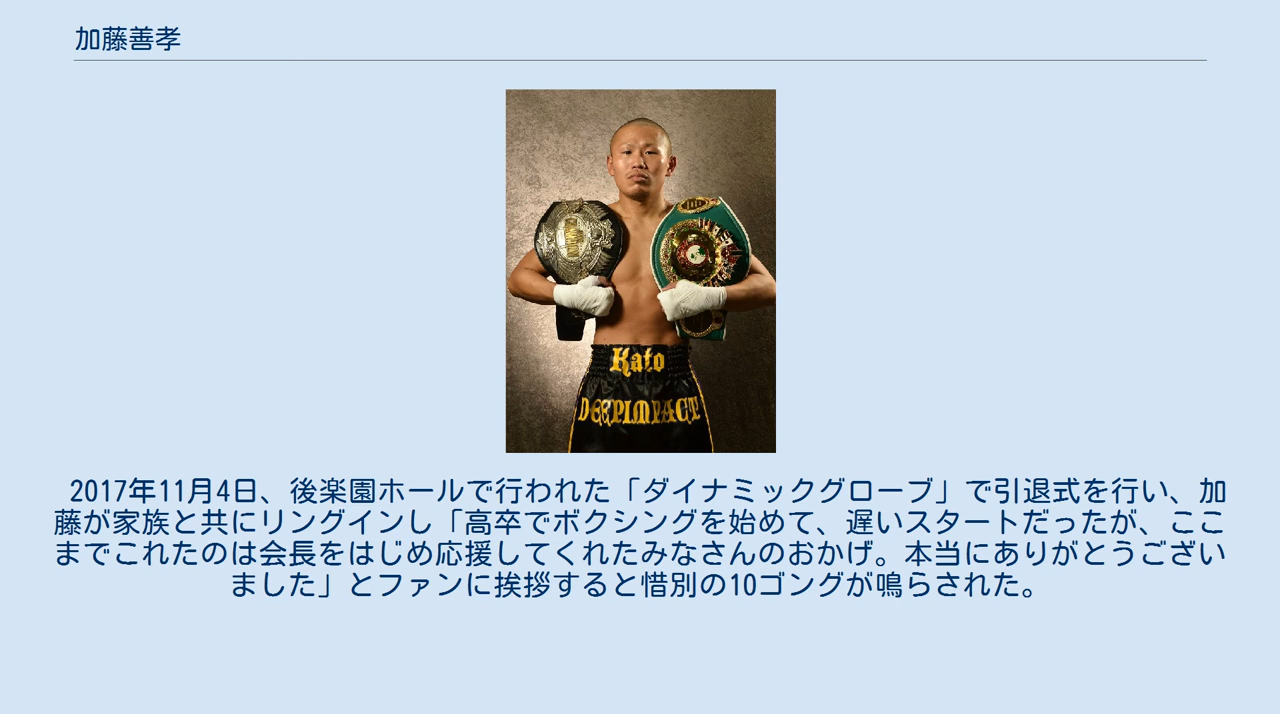 加藤善孝
Kato
DEEPIMPACT
2017年11月4日、後楽園ホールで行われた「ダイナミックグローブ」で引退式を行い、加
藤が家族と共にリングインし「高卒でボクシングを始めて、遅いスタートだったが、ここ
までこれたのは会長をはじめ応援してくれたみなさんのおかげ。本当にありがとうござい
ました」とファンに挨拶すると惜別の10ゴングが鳴らされた。